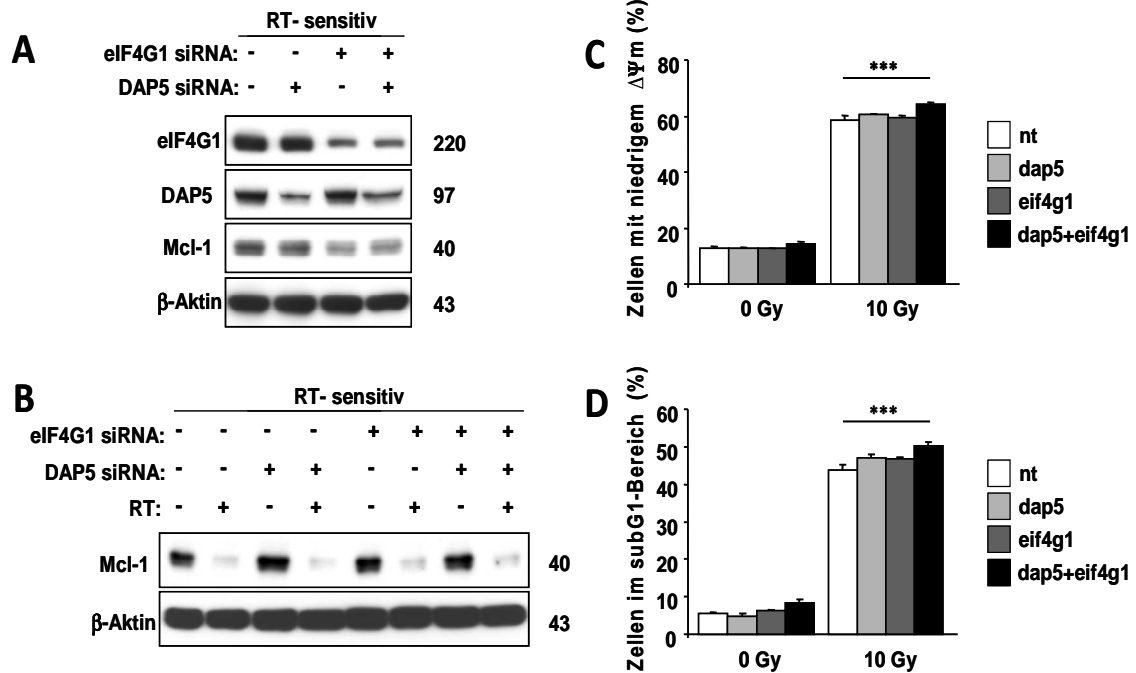 A
RT- sensitiv
eIF4G1 siRNA: - - + +
DAP5 siRNA: - + - +
eIF4G1 220
DAP5 97
Mcl-1 40
β-Aktin 43
B
RT- sensitiv
eIF4G1 siRNA: - - - - + + + +
DAP5 siRNA: - - + + - - + +
RT: - + - + - + - +
Mcl-1 40
β-Aktin 43
C
Zellen mit niedrigem ΔΨm (%)
80
60
40
20
0
***
0 Gy 10 Gy
nt
dap5
eif4g1
dap5+eif4g1
D
Zellen im subG1-Bereich (%)
60
50
40
30
20
10
0
***
0 Gy 10 Gy
nt
dap5
eif4g1
dap5+eif4g1